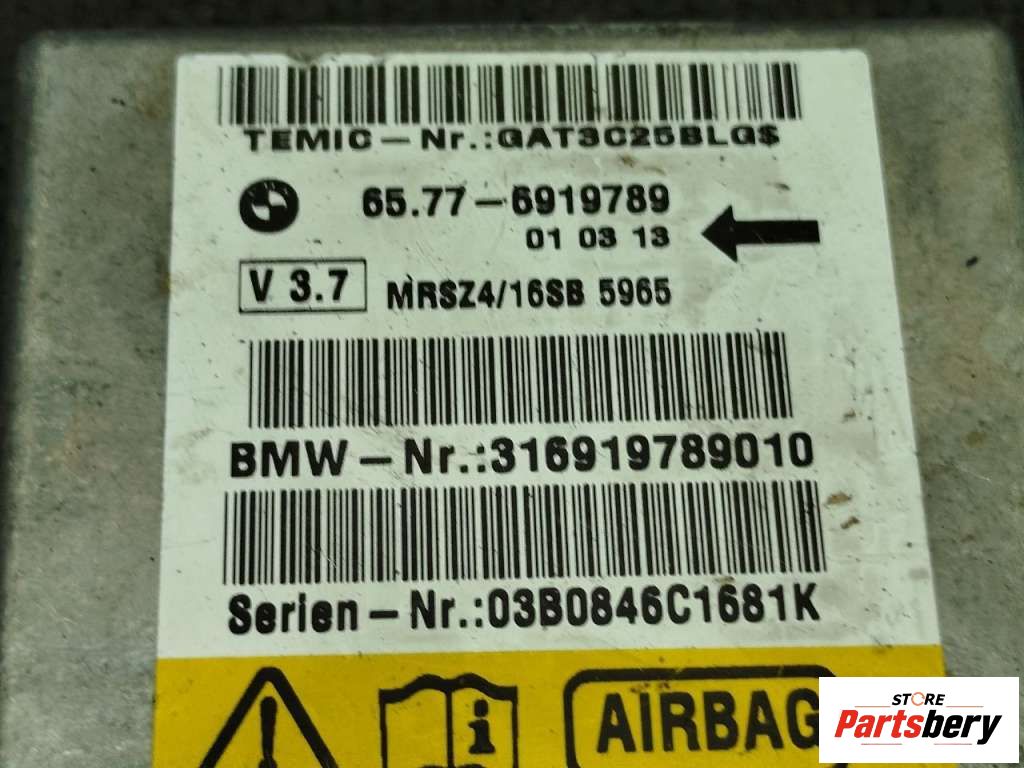 TEMIC-Nr.:GAT3C25BLG$
65.77-6919789
01 03 13
V 3.7 MRSZ4/16SB 5965
BMW-Nr.:316919789010
Serien-Nr.:03B0846C1681K
i AIRBAG
STORE
Partsbery